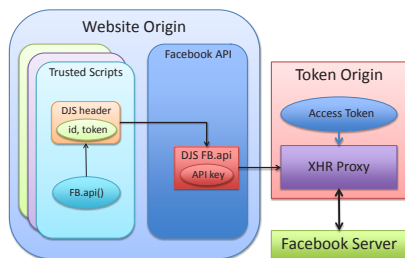 Website Origin
Facebook API
Trusted Scripts
DJS header
id, token
FB.api()
DJS FB.api
API key
Token Origin
Access Token
XHR Proxy
Facebook Server